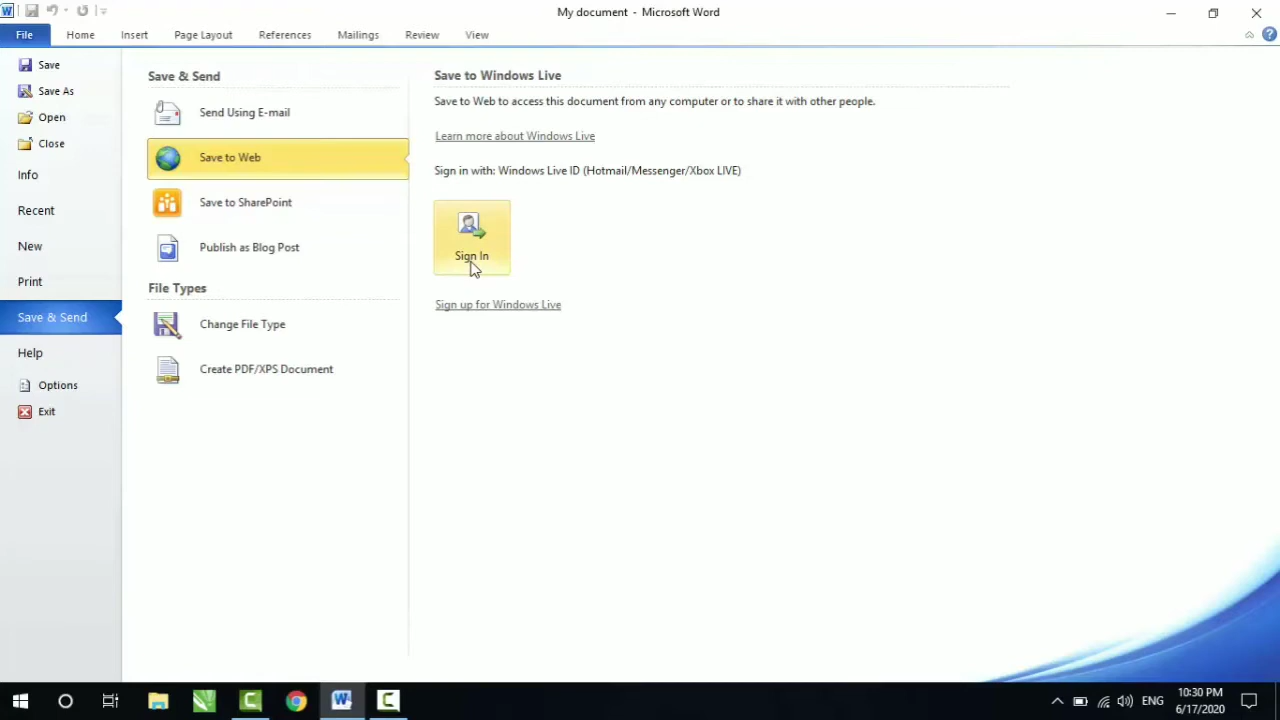 My document - Microsoft Word
File Home Insert Page Layout References Mailings Review View
Save
Save As
Open
Close
Info
Recent
New
Print
Save & Send
Help
Options
Exit
Save & Send
Send Using E-mail
Save to Web
Save to SharePoint
Publish as Blog Post
File Types
Change File Type
Create PDF/XPS Document
Save to Windows Live
Save to Web to access this document from any computer or to share it with other people.
Learn more about Windows Live
Sign in with: Windows Live ID (Hotmail/Messenger/Xbox LIVE)
Sign In
Sign up for Windows Live
ENG
10:30 PM
6/17/2020